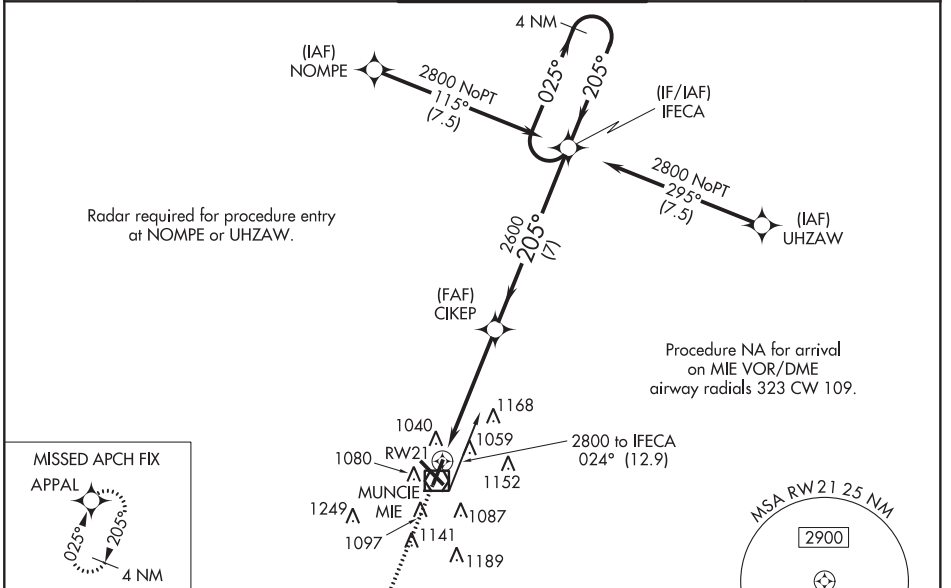 4 NM
(IAF)
NOMPE
2800 NoPT
115°
(7.5)
025°
205°
(IF/IAF)
IFECA
2800 NoPT
295°
(7.5)
(IAF)
UHZAW
Radar required for procedure entry
at NOMPE or UHZAW.
2600
205°
(7)
(FAF)
CIKEP
Procedure NA for arrival
on MIE VOR/DME
airway radials 323 CW 109.
1168
1040
1059
RW21
1080
2800 to IFECA
024° (12.9)
1152
MUNCIE
MIE
1249
1087
1097
1141
1189
MISSED APCH FIX
APPAL
025°
205°
4 NM
MSA RW 21 25 NM
2900